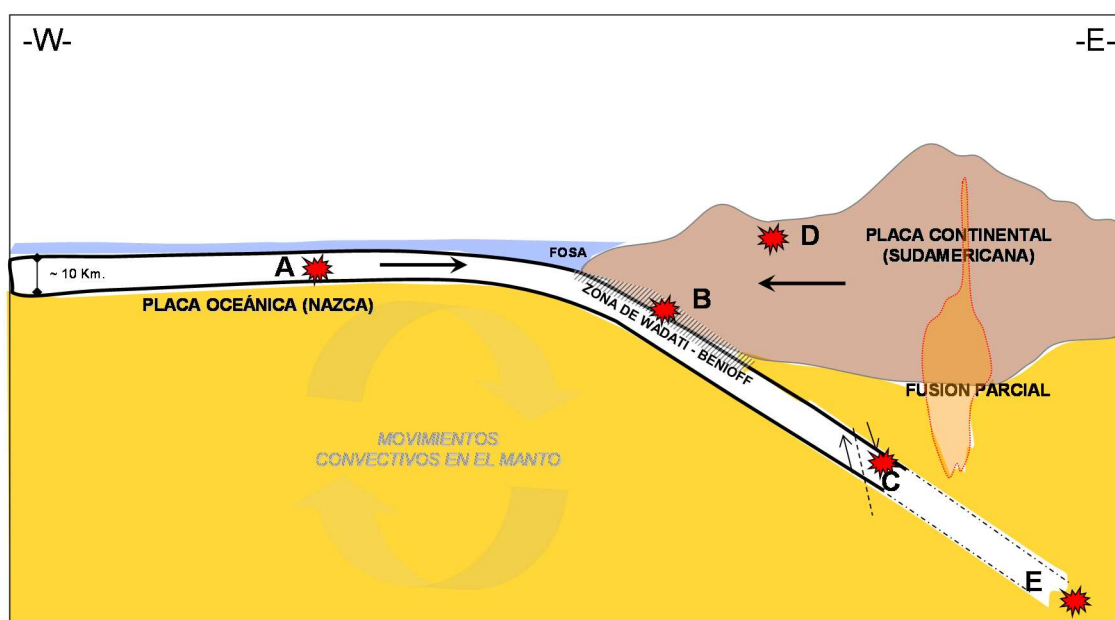 -W-
-E-
D
PLACA CONTINENTAL
(SUDAMERICANA)
FOSA
A
~ 10 Km.
PLACA OCEÁNICA (NAZCA)
B
ZONA DE WADATI - BENIOFF
FUSION PARCIAL
MOVIMIENTOS
CONVECTIVOS EN EL MANTO
C
E